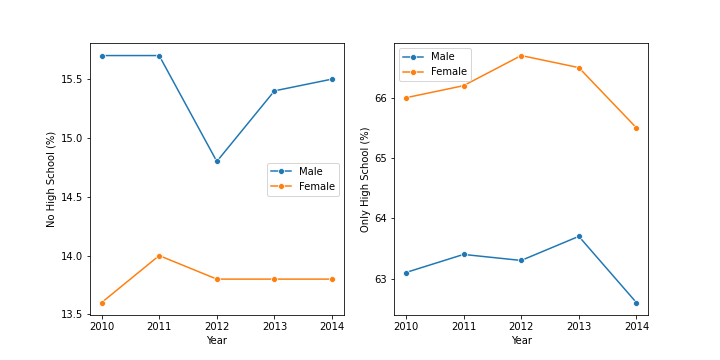 No High School (%)
15.5
15.0
14.5
14.0
13.5
2010 2011 2012 2013 2014
Year
Male
Female
Only High School (%)
66
65
64
63
2010 2011 2012 2013 2014
Year
Male
Female